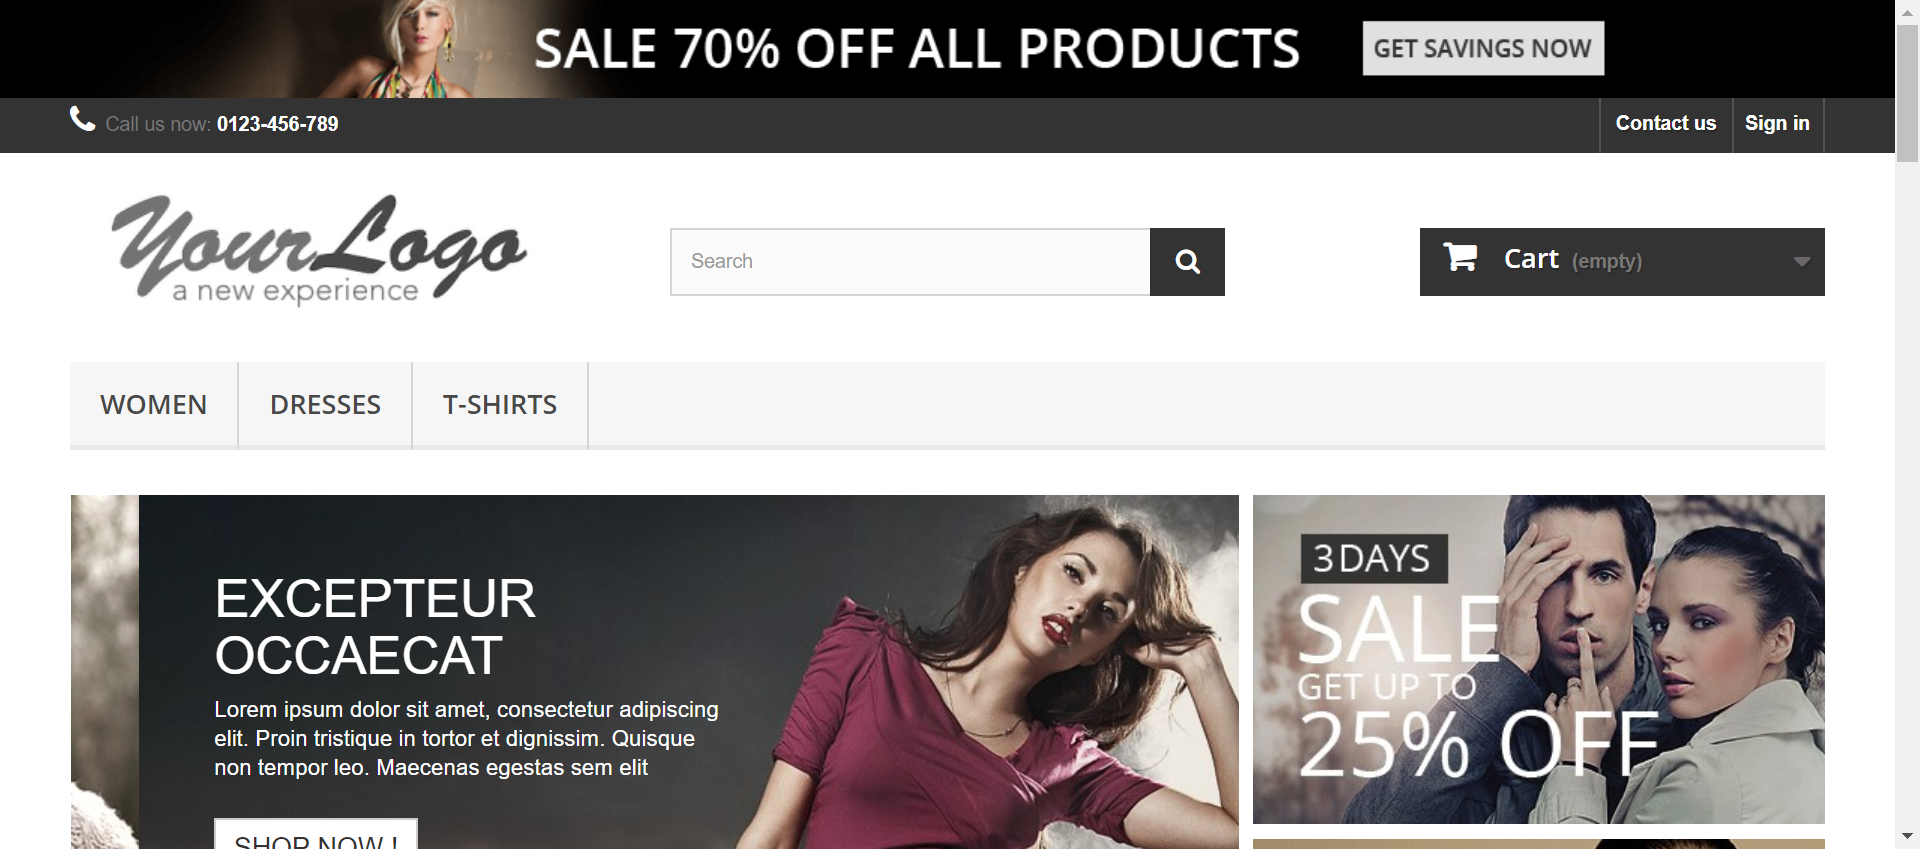 SALE 70% OFF ALL PRODUCTS
GET SAVINGS NOW
Call us now: 0123-456-789
Contact us
Sign in
Your Logo
a new experience
Search
Cart (empty)
WOMEN
DRESSES
T-SHIRTS
EXCEPTEUR
OCCAECAT
Lorem ipsum dolor sit amet, consectetur adipiscing
elit. Proin tristique in tortor et dignissim. Quisque
non tempor leo. Maecenas egestas sem elit
SHOP NOW !
3 DAYS
SALE
GET UP TO
25% OFF